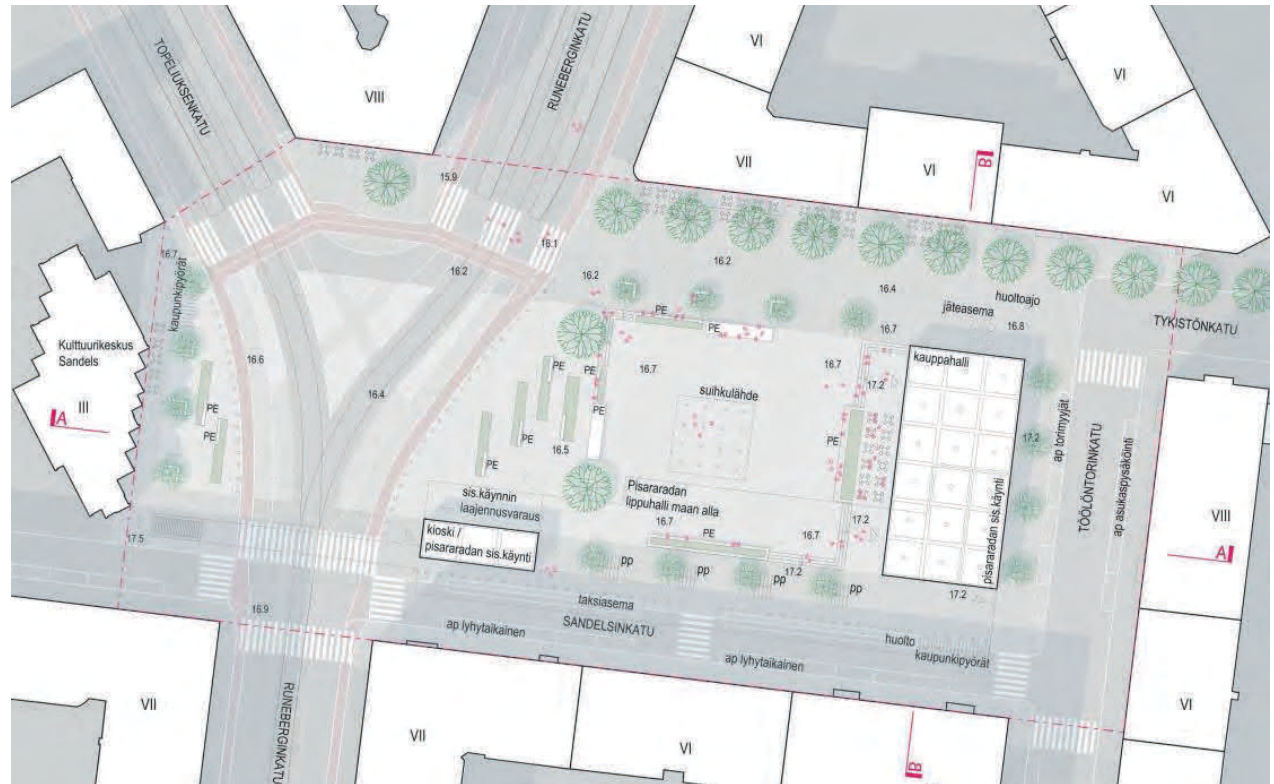 TOPELIUKSENKATU
VIII
RUNEBERGINKATU
VI
VI
VII
VI
B
VI
15.9
16.7
kaupunkipyörät
16.1
16.2
16.2
16.2
16.4
huoltoajo
jäteasema
16.8
TYKISTÖNKATU
Kulttuurikeskus
Sandels
III
A
16.6
16.4
PE
PE
PE
PE
PE
PE
PE
PE
PE
16.5
PE
16.7
suihkulähde
16.7
16.7
17.2
PE
kauppahalli
17.2
ap torimyyjät
TÖÖLÖNTORINKATU
ap asukaspysäköinti
VIII
A
sis.käynnin
laajennusvaraus
Pisararadan
lippuhalli maan alla
16.7
PE
16.7
17.2
17.2
pisararadan sis.käynti
kioski /
pisararadan sis.käynti
17.5
pp
pp
pp
pp
17.2
16.9
taksiasema
SANDELSINKATU
ap lyhytaikainen
ap lyhytaikainen
huolto
kaupunkipyörät
VII
RUNEBERGINKATU
VII
VI
B
VI